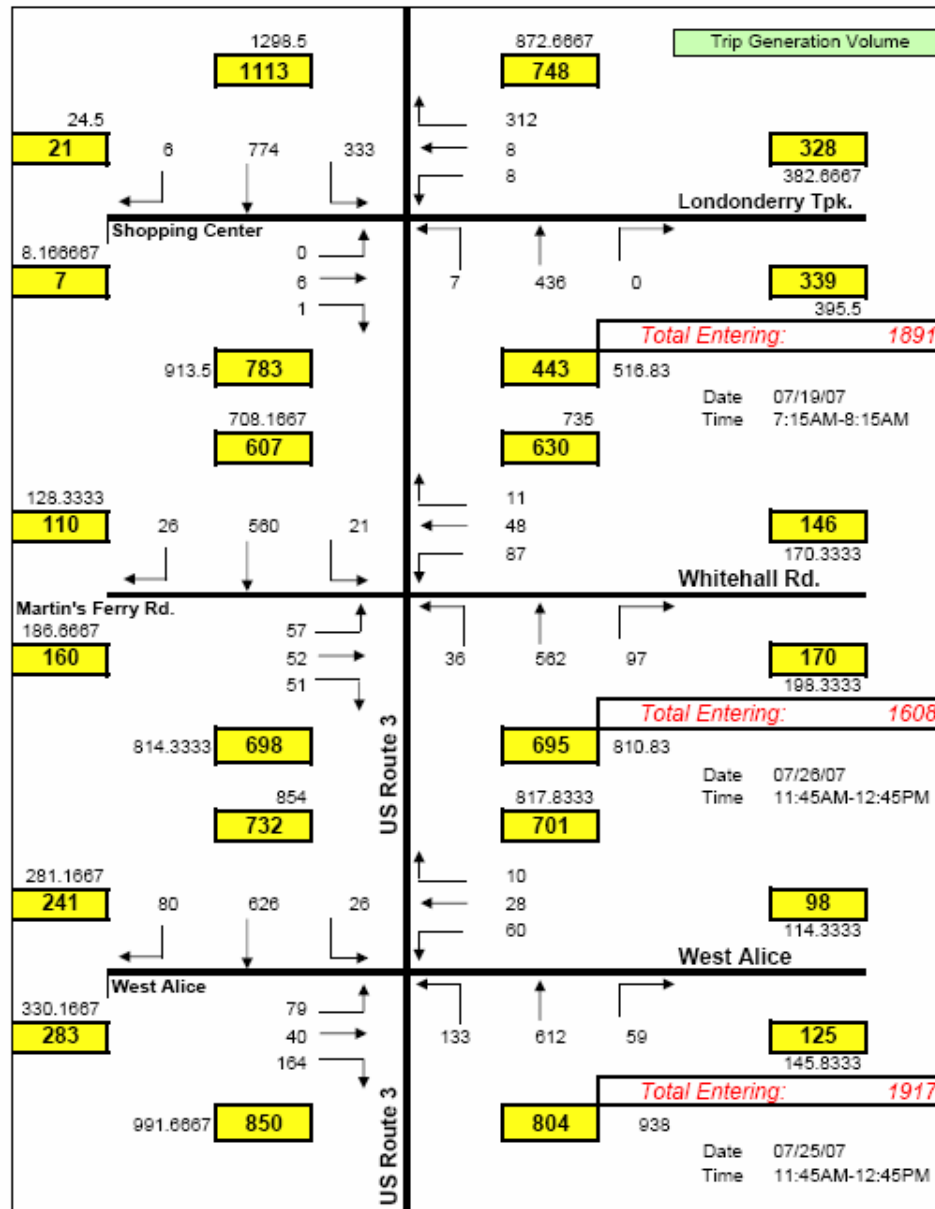 1298.5 872.6667 Trip Generation Volume
1113 748
24.5 312
21 6 774 333 8 328
8 382.6667
Londonderry Tpk.
Shopping Center
8.166667 0
7 6 7 436 0 339
1 395.5
Total Entering: 1891
913.5 783 443 516.83
Date 07/19/07
708.1667 735 Time 7:15AM-8:15AM
607 630
128.3333 11
110 26 560 21 48 146
87 170.3333
Whitehall Rd.
Martin's Ferry Rd.
186.6667 57
160 52 36 562 97 170
51 198.3333
Total Entering: 1608
814.3333 698 US Route 3 695 810.83
Date 07/26/07
854 817.8333 Time 11:45AM-12:45PM
732 701
281.1667 10
241 80 626 26 28 98
60 114.3333
West Alice
West Alice
330.1667 79
283 40 133 612 59 125
164 145.8333
Total Entering: 1917
991.6667 850 US Route 3 804 938
Date 07/25/07
Time 11:45AM-12:45PM